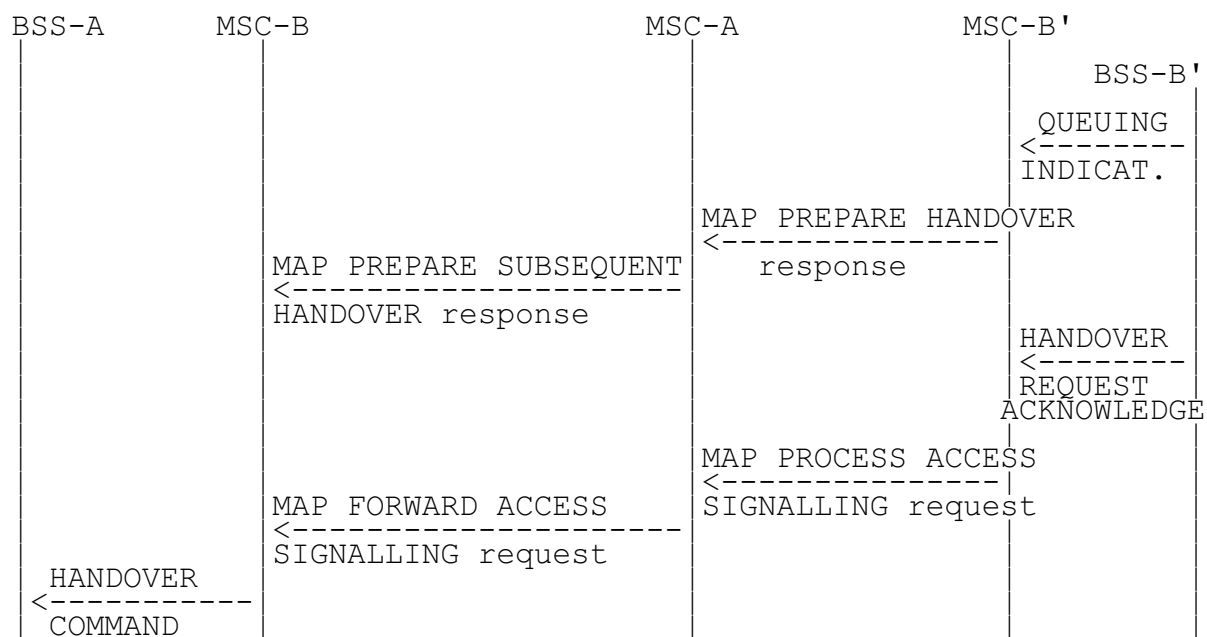 BSS-A MSC-B MSC-A MSC-B'
BSS-B'
QUEUING
INDICAT.
MAP PREPARE HANDOVER
response
MAP PREPARE SUBSEQUENT
HANDOVER response
HANDOVER
REQUEST
ACKNOWLEDGE
MAP PROCESS ACCESS
SIGNALLING request
MAP FORWARD ACCESS
SIGNALLING request
HANDOVER
COMMAND